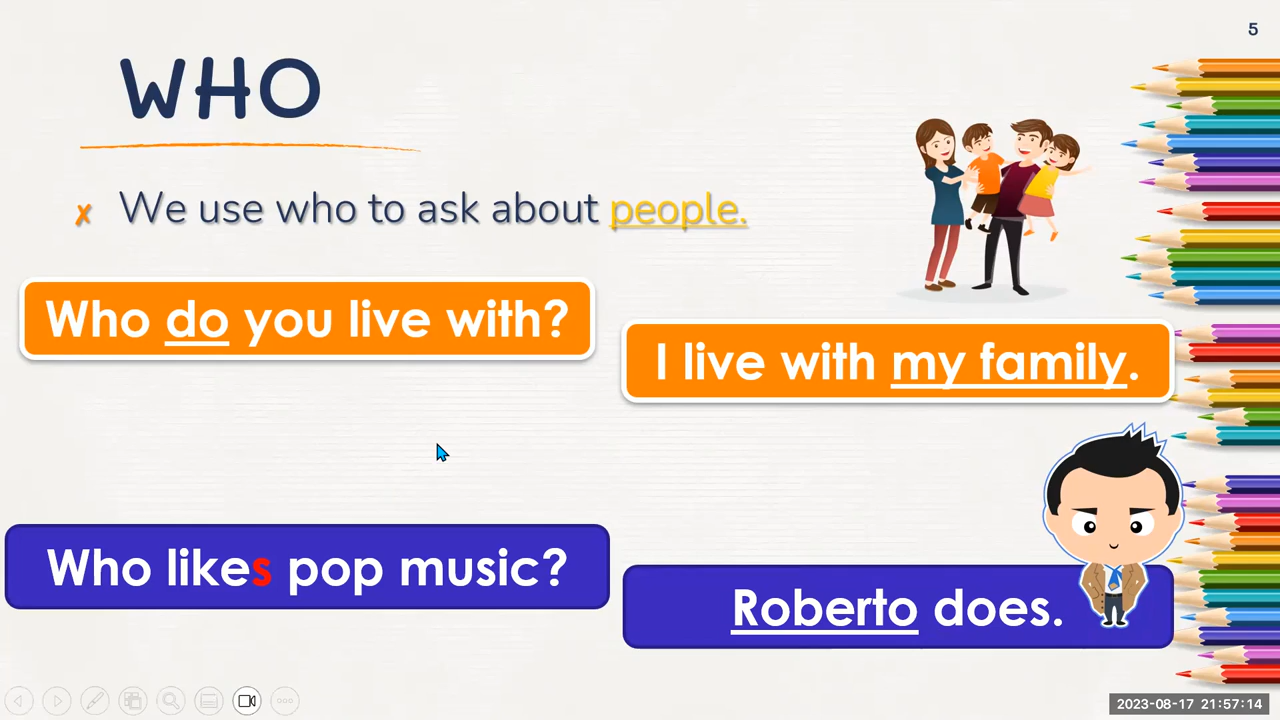 5
WHO
✗ We use who to ask about people.
Who do you live with?
I live with my family.
Who likes pop music?
Roberto does.
2023-08-17 21:57:14